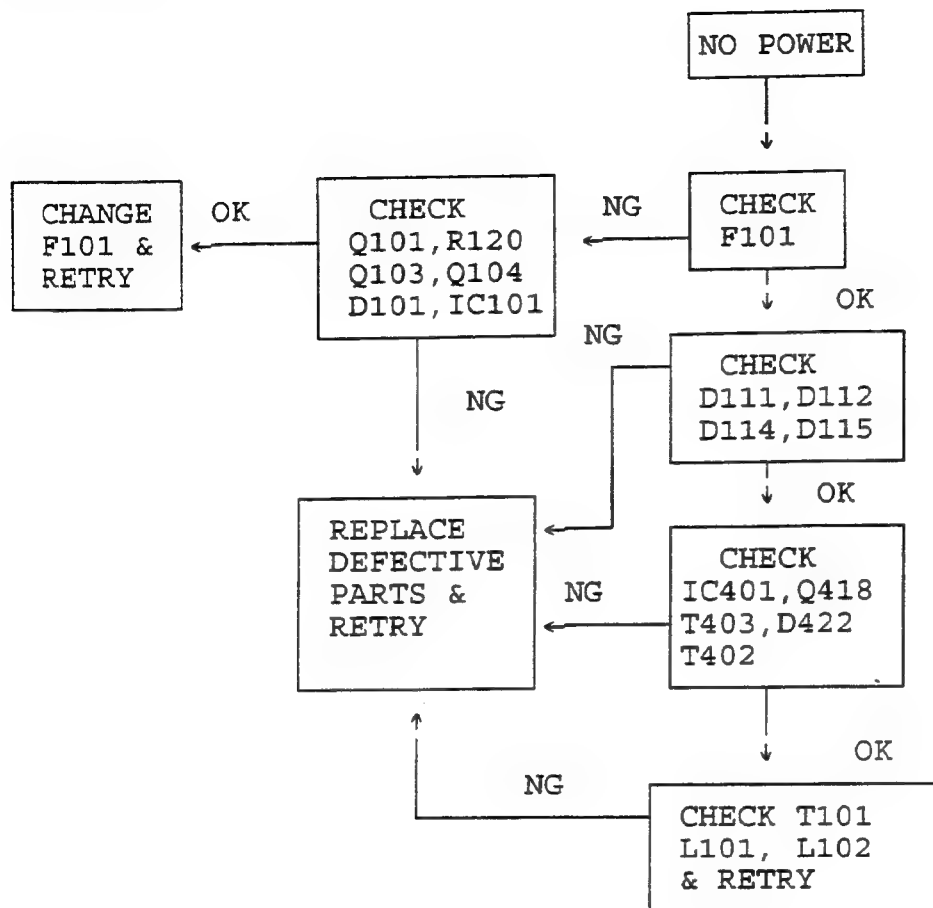 NO POWER
CHECK
F101
NG
CHECK
Q101,R120
Q103,Q104
D101,IC101
OK
CHANGE
F101 &
RETRY
OK
NG
CHECK
D111,D112
D114,D115
NG
OK
REPLACE
DEFECTIVE
PARTS &
RETRY
NG
CHECK
IC401,Q418
T403,D422
T402
OK
NG
CHECK T101
L101, L102
& RETRY